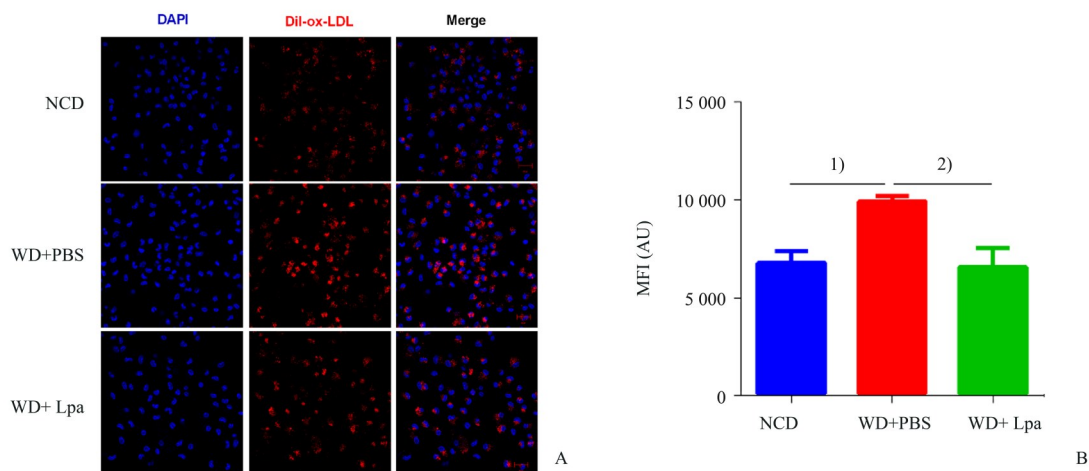 DAPI
Dil-ox-LDL
Merge
NCD
WD+PBS
WD+ Lpa
A
15 000
10 000
5 000
0
MFI (AU)
1)
2)
NCD
WD+PBS
WD+ Lpa
B